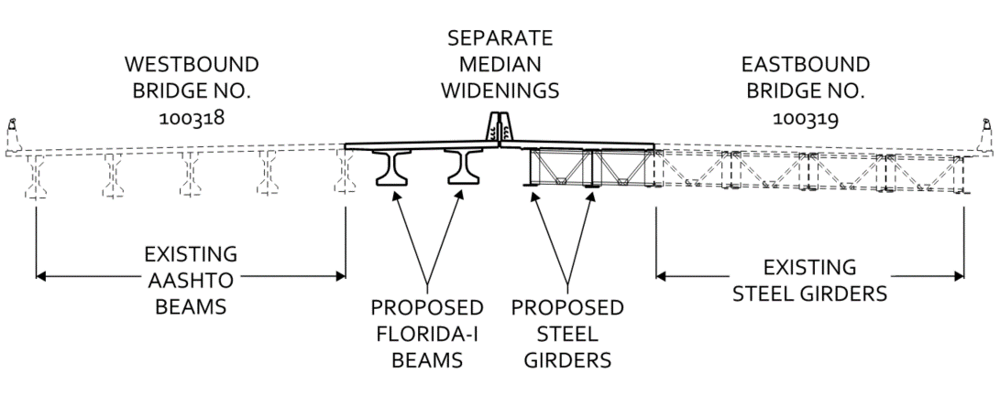 WESTBOUND
BRIDGE NO.
100318
SEPARATE
MEDIAN
WIDENINGS
EASTBOUND
BRIDGE NO.
100319
EXISTING
AASHTO
BEAMS
PROPOSED
FLORIDA-I
BEAMS
PROPOSED
STEEL
GIRDERS
EXISTING
STEEL GIRDERS